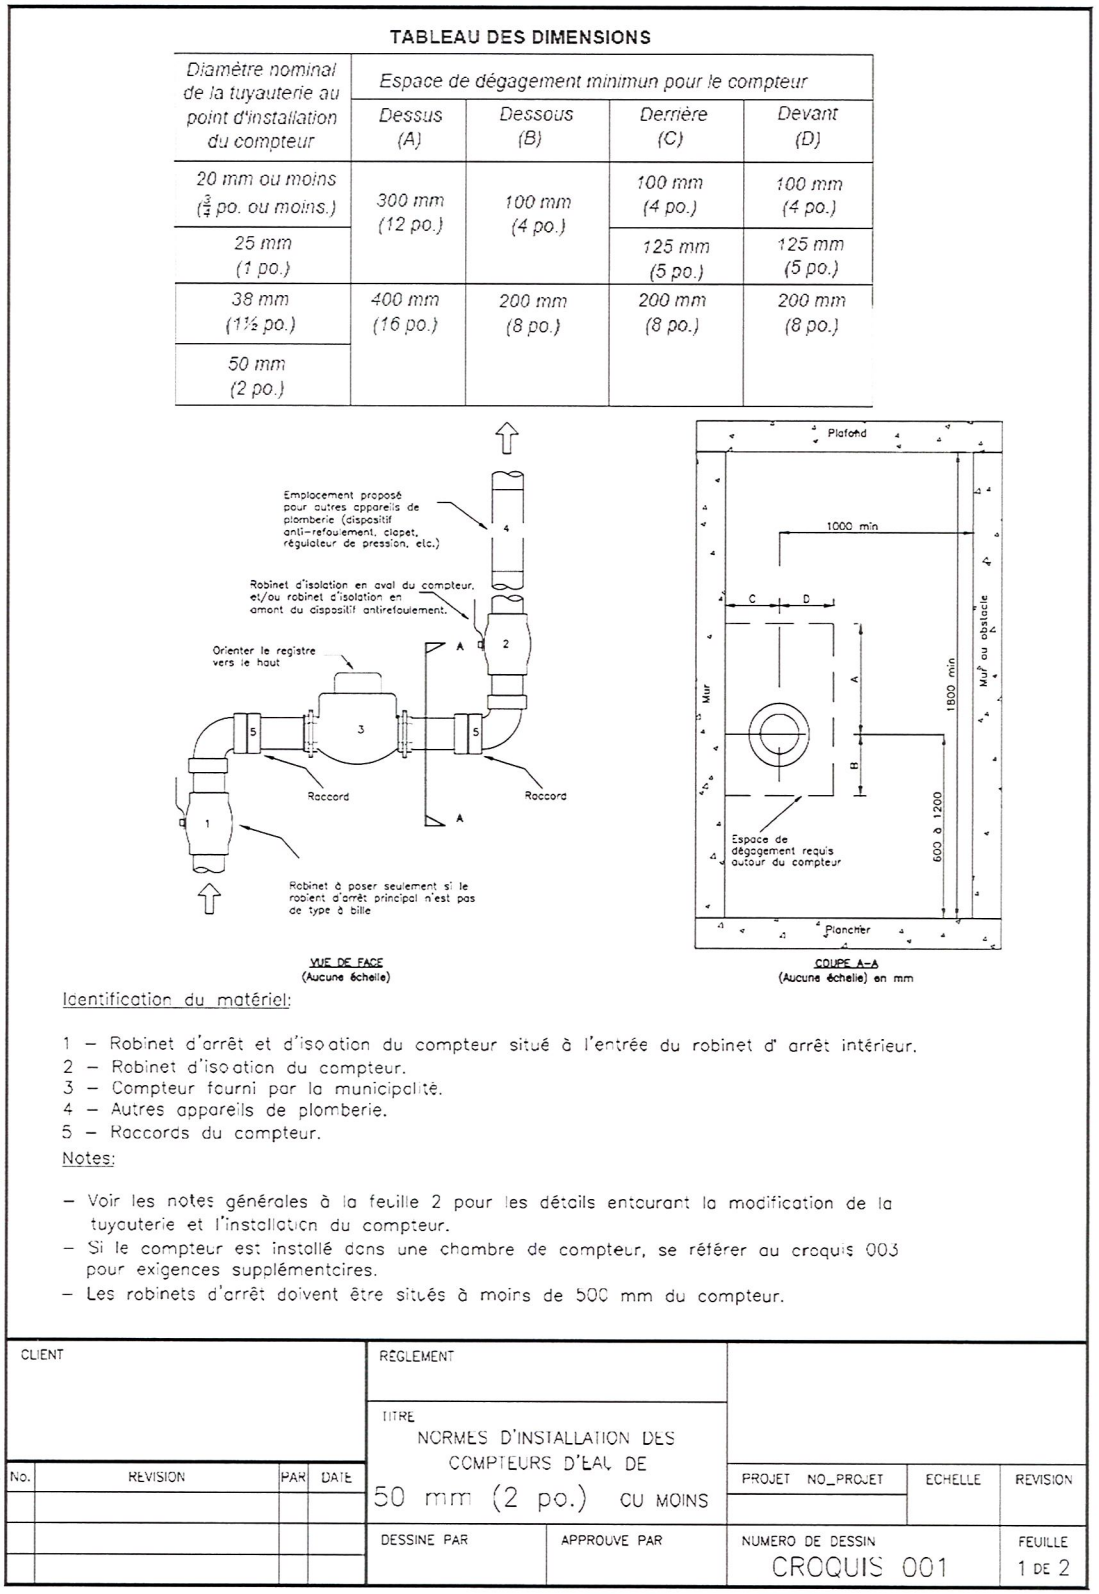 TABLEAU DES DIMENSIONS
Diamètre nominal
de la tuyauterie au
point d'installation
du compteur
Espace de dégagement minimun pour le compteur
Dessus
(A)
Dessous
(B)
Derrière
(C)
Devant
(D)
20 mm ou moins
(¾ po. ou moins.)
300 mm
(12 po.)
100 mm
(4 po.)
100 mm
(4 po.)
100 mm
(4 po.)
25 mm
(1 po.)
125 mm
(5 po.)
125 mm
(5 po.)
38 mm
(1½ po.)
400 mm
(16 po.)
200 mm
(8 po.)
200 mm
(8 po.)
200 mm
(8 po.)
50 mm
(2 po.)
Emplacement proposé
pour autres appareils de
plomberie (dispositif
anti-refoulement, clapet,
régulateur de pression, etc.)
4
Robinet d'isolation en aval du compteur,
et/ou robinet d'isolation en
amont du dispositif antirefoulement.
2
Orienter le registre
vers le haut
A
5
3
5
Raccord
Raccord
A
1
Robinet à poser seulement si le
robient d'arrêt principal n'est pas
de type à bille
VUE DE FACE
(Aucune échelle)
Plafond
1000 min
C
D
A
B
Mur
Mur ou obstacle
1800 min
600 à 1200
Espace de
dégagement requis
autour du compteur
Plancher
COUPE A-A
(Aucune échelle) en mm
Identification du matériel:
1 – Robinet d'arrêt et d'isolation du compteur situé à l'entrée du robinet d' arrêt intérieur.
2 – Robinet d'isolation du compteur.
3 – Compteur fourni par la municipalité.
4 – Autres appareils de plomberie.
5 – Raccords du compteur.
Notes:
– Voir les notes générales à la feuille 2 pour les détails entourant la modification de la
tuyauterie et l'installation du compteur.
– Si le compteur est installé dans une chambre de compteur, se référer au croquis 003
pour exigences supplémentaires.
– Les robinets d'arrêt doivent être situés à moins de 500 mm du compteur.
CLIENT
RÈGLEMENT
TITRE
NORMES D'INSTALLATION DES
COMPTEURS D'EAU DE
50 mm (2 po.) OU MOINS
No.
REVISION
PAR
DATE
PROJET NO_PROJET
ECHELLE
REVISION
DESSINE PAR
APPROUVE PAR
NUMERO DE DESSIN
CROQUIS 001
FEUILLE
1 DE 2